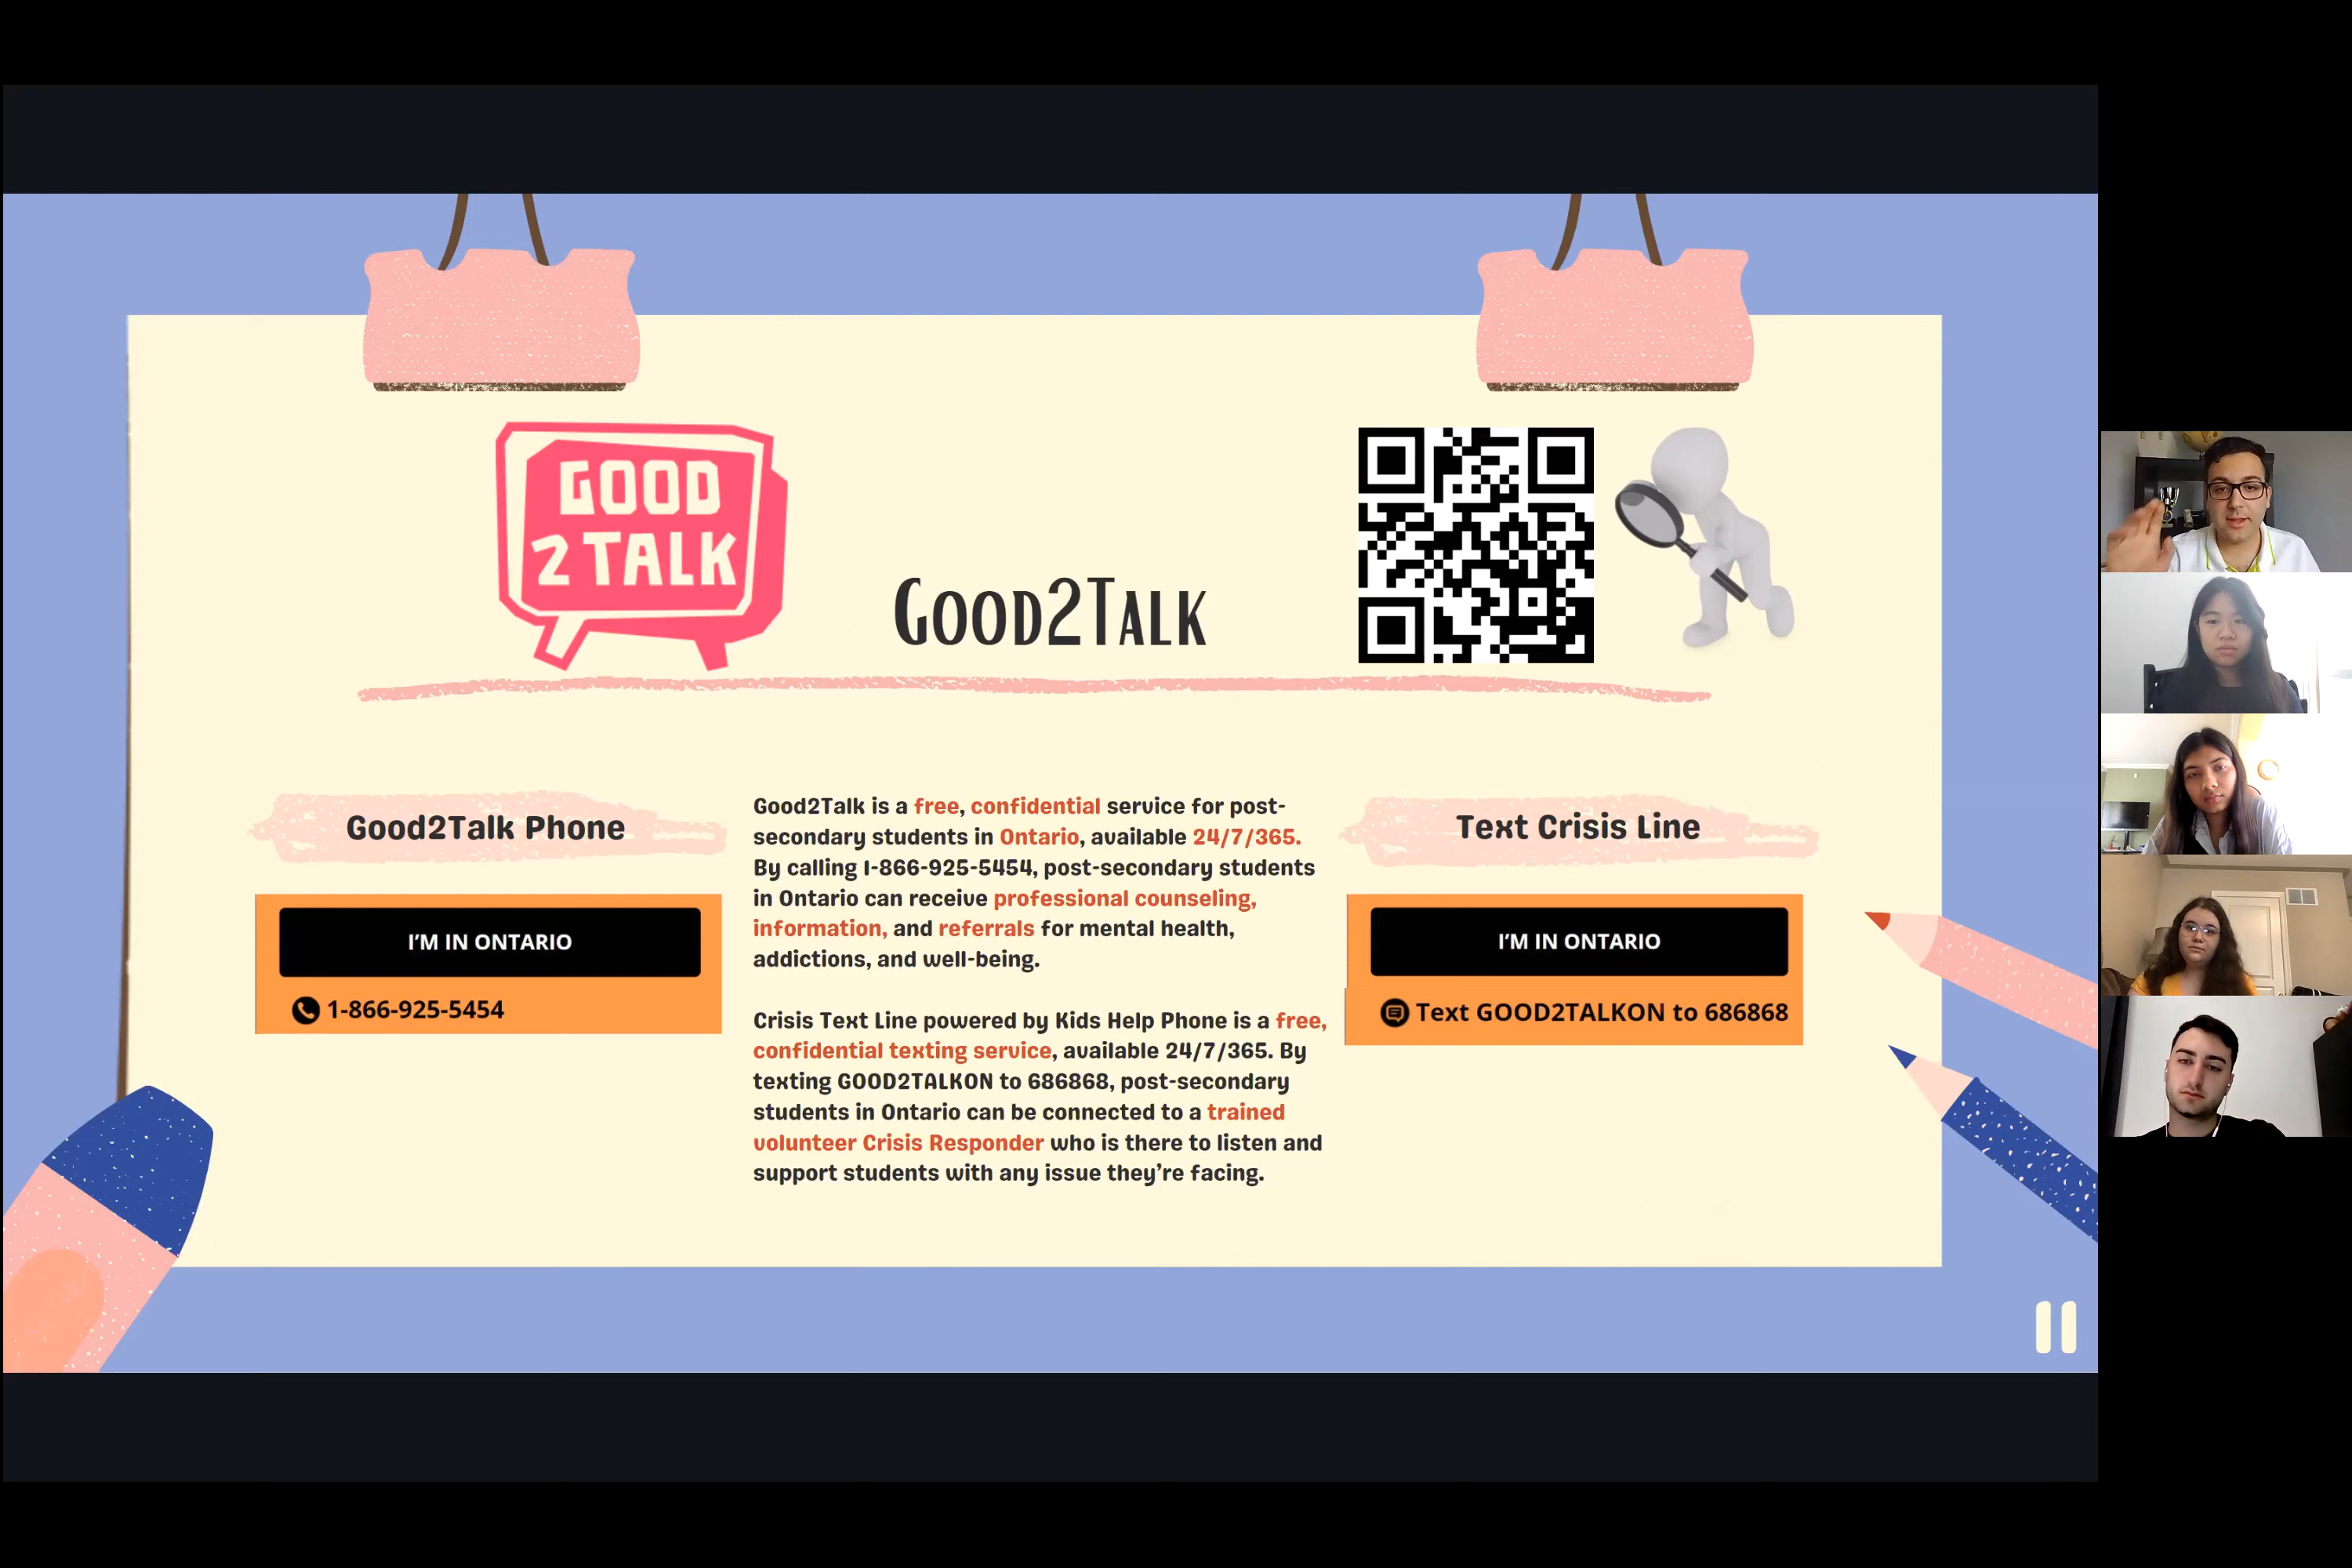 GOOD
2 TALK
Good2Talk
Good2Talk Phone
I'M IN ONTARIO
1-866-925-5454
Good2Talk is a free, confidential service for post-
secondary students in Ontario, available 24/7/365.
By calling 1-866-925-5454, post-secondary students
in Ontario can receive professional counseling,
information, and referrals for mental health,
addictions, and well-being.
Crisis Text Line powered by Kids Help Phone is a free,
confidential texting service, available 24/7/365. By
texting GOOD2TALKON to 686868, post-secondary
students in Ontario can be connected to a trained
volunteer Crisis Responder who is there to listen and
support students with any issue they're facing.
Text Crisis Line
I'M IN ONTARIO
Text GOOD2TALKON to 686868